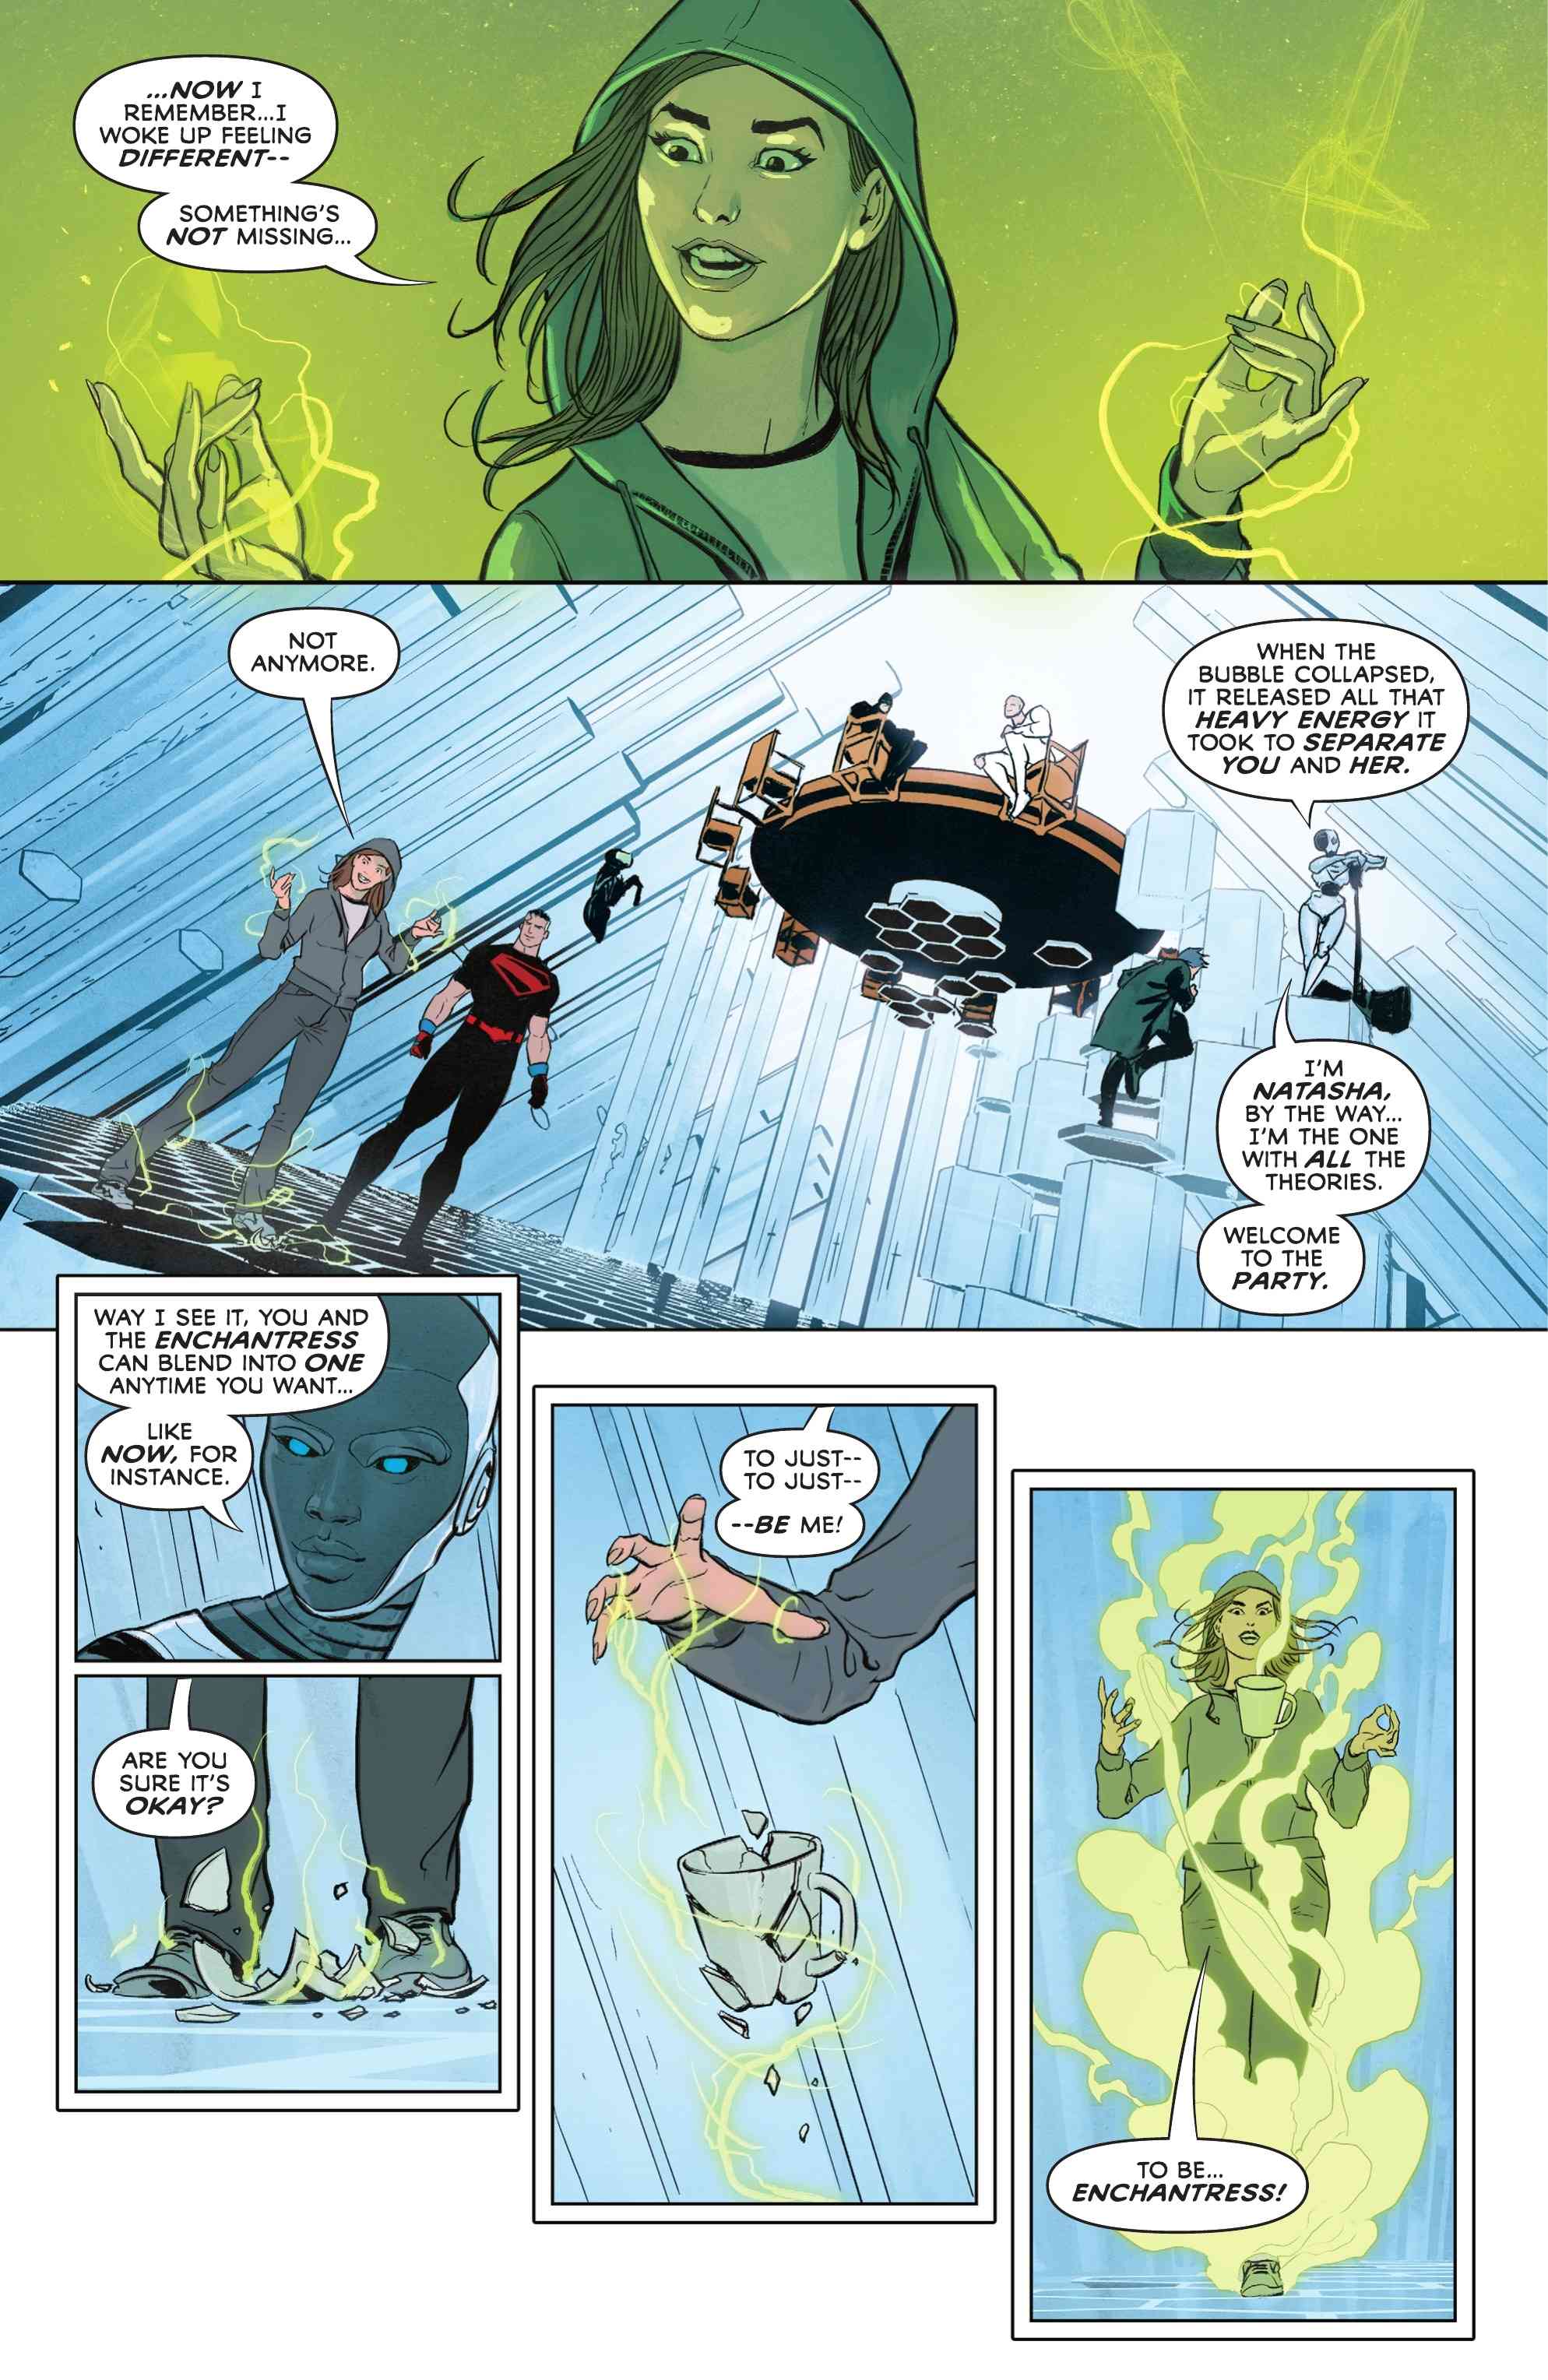 ...NOW I
REMEMBER...I
WOKE UP FEELING
DIFFERENT--
SOMETHING'S
NOT MISSING...
NOT
ANYMORE.
WHEN THE
BUBBLE COLLAPSED,
IT RELEASED ALL THAT
HEAVY ENERGY IT
TOOK TO SEPARATE
YOU AND HER.
I'M
NATASHA,
BY THE WAY...
I'M THE ONE
WITH ALL THE
THEORIES.
WELCOME
TO THE
PARTY.
WAY I SEE IT, YOU AND
THE ENCHANTRESS
CAN BLEND INTO ONE
ANYTIME YOU WANT...
LIKE
NOW, FOR
INSTANCE.
ARE YOU
SURE IT'S
OKAY?
TO JUST--
TO JUST--
--BE ME!
TO BE...
ENCHANTRESS!